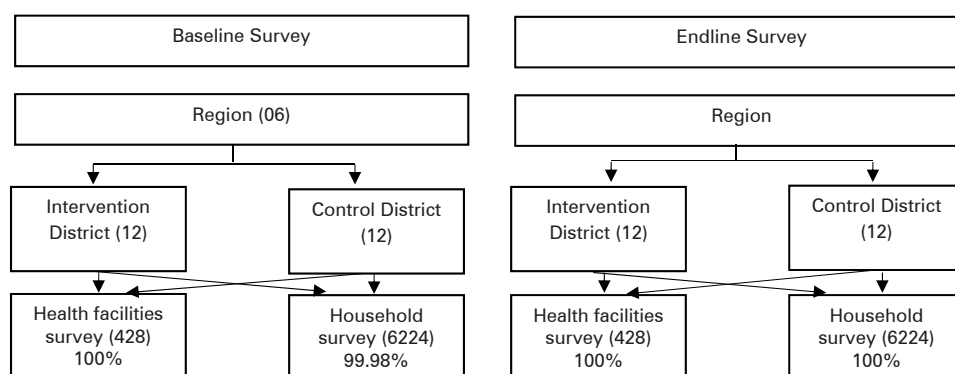 Baseline Survey
Region (06)
Intervention
District (12)
Control District
(12)
Health facilities
survey (428)
100%
Household
survey (6224)
99.98%
Endline Survey
Region
Intervention
District (12)
Control District
(12)
Health facilities
survey (428)
100%
Household
survey (6224)
100%